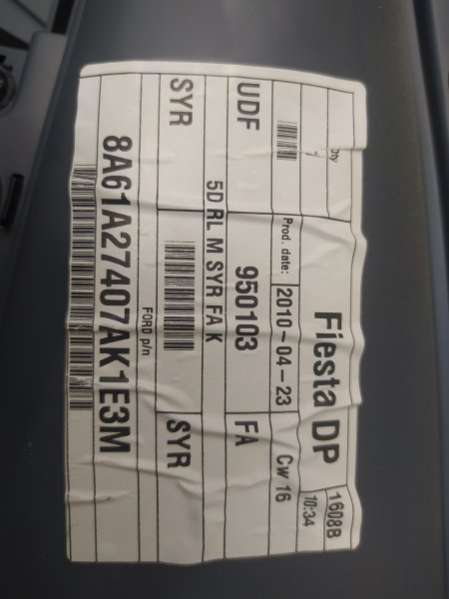 Qty Fiesta DP 1608B
10:34
Prod. date: 2010-04-23 Cw 16
UDF 950103 FA
5D RL M SYR FA K
SYR SYR
FORD p/n
8A61A27407AK1E3M